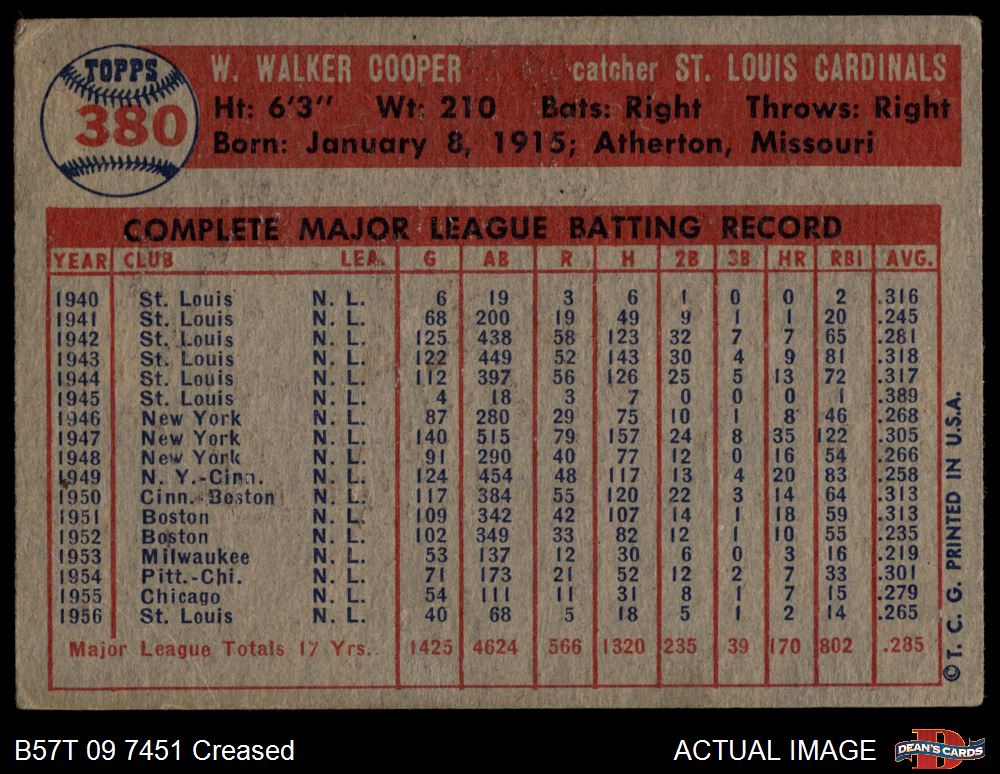 TOPPS
380
W. WALKER COOPER catcher ST. LOUIS CARDINALS
Ht: 6'3" Wt: 210 Bats: Right Throws: Right
Born: January 8, 1915; Atherton, Missouri
COMPLETE MAJOR LEAGUE BATTING RECORD
YEAR CLUB LEA. G AB R H 2B 3B HR RBI AVG.
1940 St. Louis N. L. 6 19 3 6 1 0 0 2 .316
1941 St. Louis N. L. 68 200 19 49 9 1 1 20 .245
1942 St. Louis N. L. 125 438 58 123 32 7 7 65 .281
1943 St. Louis N. L. 122 449 52 143 30 4 9 81 .318
1944 St. Louis N. L. 112 397 56 126 25 5 13 72 .317
1945 St. Louis N. L. 4 18 3 7 0 0 0 1 .389
1946 New York N. L. 87 280 29 75 10 1 8 46 .268
1947 New York N. L. 140 515 79 157 24 8 35 122 .305
1948 New York N. L. 91 290 40 77 12 0 16 54 .266
1949 N. Y.-Cinn. N. L. 124 454 48 117 13 4 20 83 .258
1950 Cinn.-Boston N. L. 117 384 55 120 22 3 14 64 .313
1951 Boston N. L. 109 342 42 107 14 1 18 59 .313
1952 Boston N. L. 102 349 33 82 12 1 10 55 .235
1953 Milwaukee N. L. 53 137 12 30 6 0 3 16 .219
1954 Pitt.-Chi. N. L. 71 173 21 52 12 2 7 33 .301
1955 Chicago N. L. 54 111 11 31 8 1 7 15 .279
1956 St. Louis N. L. 40 68 5 18 5 1 2 14 .265
Major League Totals 17 Yrs. 1425 4624 566 1320 235 39 170 802 .285
©T. C. G. PRINTED IN U.S.A.
B57T 09 7451 Creased ACTUAL IMAGE
DEAN'S CARDS